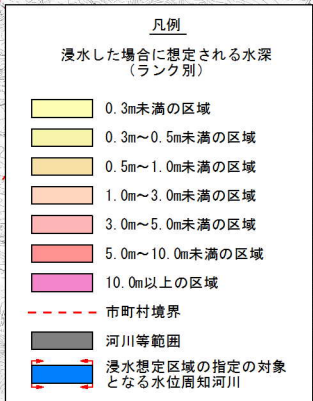 凡例
浸水した場合に想定される水深
（ランク別）
0.3m未満の区域
0.3m～0.5m未満の区域
0.5m～1.0m未満の区域
1.0m～3.0m未満の区域
3.0m～5.0m未満の区域
5.0m～10.0m未満の区域
10.0m以上の区域
市町村境界
河川等範囲
浸水想定区域の指定の対象
となる水位周知河川